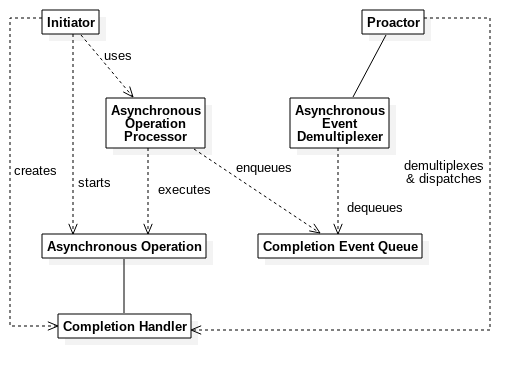 Initiator
Proactor
uses
Asynchronous
Operation
Processor
Asynchronous
Event
Demultiplexer
creates
starts
executes
enqueues
dequeues
demultiplexes
& dispatches
Asynchronous Operation
Completion Event Queue
Completion Handler